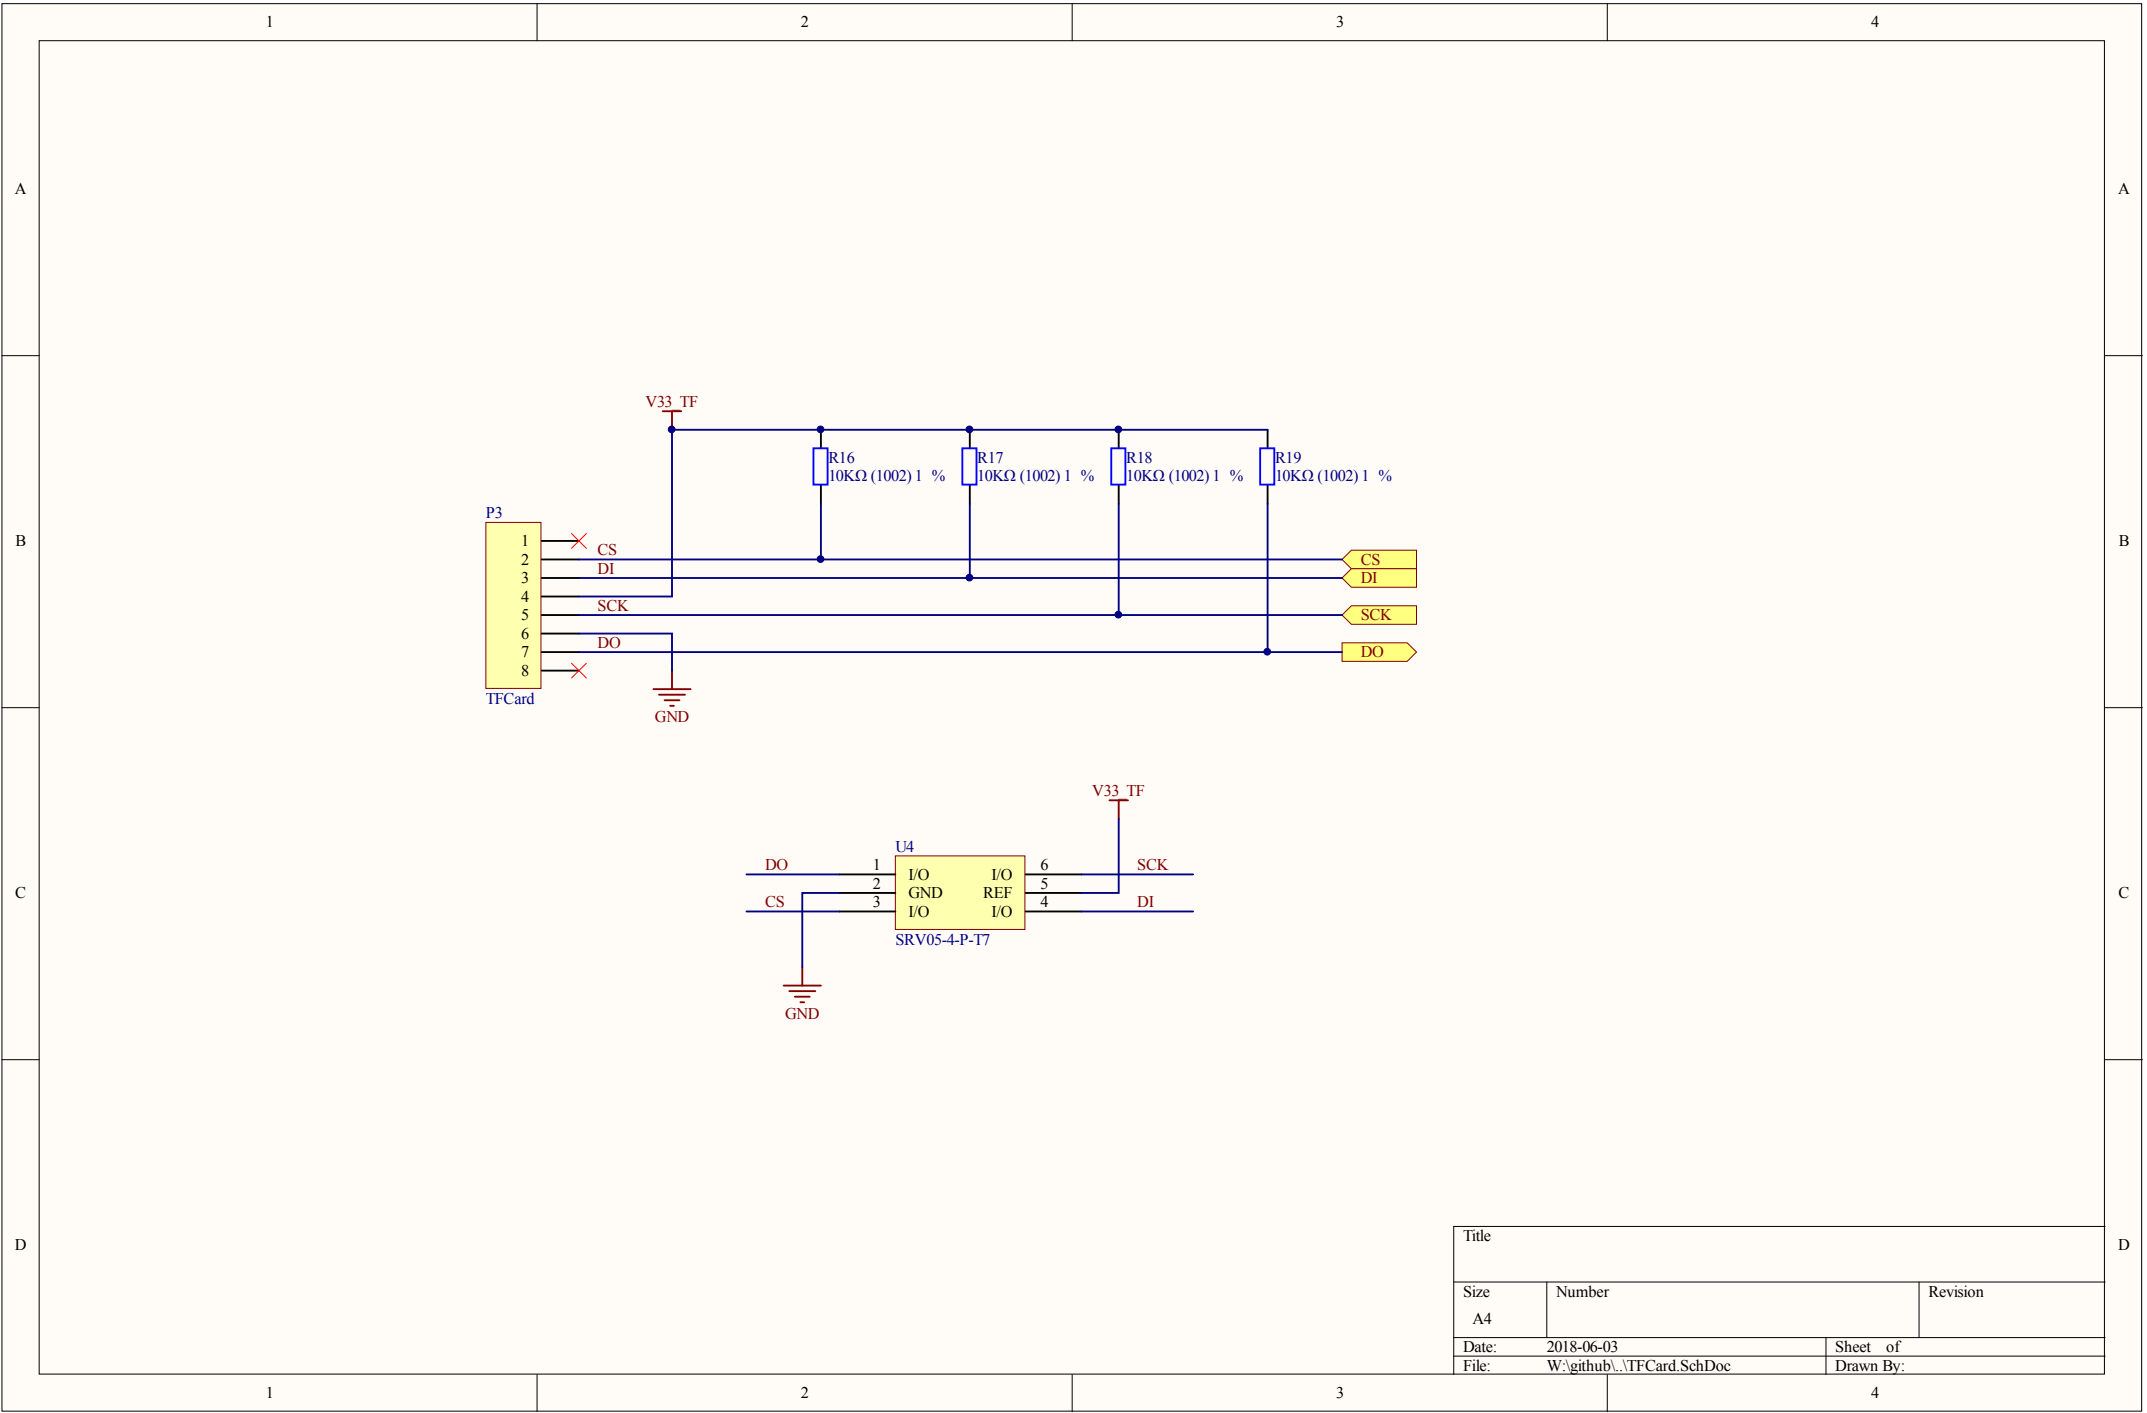 1 2 3 4
A A
V33_TF
R16 R17 R18 R19
10KΩ (1002) 1 % 10KΩ (1002) 1 % 10KΩ (1002) 1 % 10KΩ (1002) 1 %
P3
B 1 B
CS
2 CS
DI
3 DI
4
SCK
5 SCK
6
DO
7 DO
8
TFCard
GND
V33_TF
U4
DO 1 I/O I/O 6 SCK
2 GND REF 5
C C
CS 3 I/O I/O 4 DI
SRV05-4-P-T7
GND
Title
D D
Size Number Revision
A4
Date: 2018-06-03 Sheet of
File: W:\github\..\TFCard.SchDoc Drawn By:
1 2 3 4